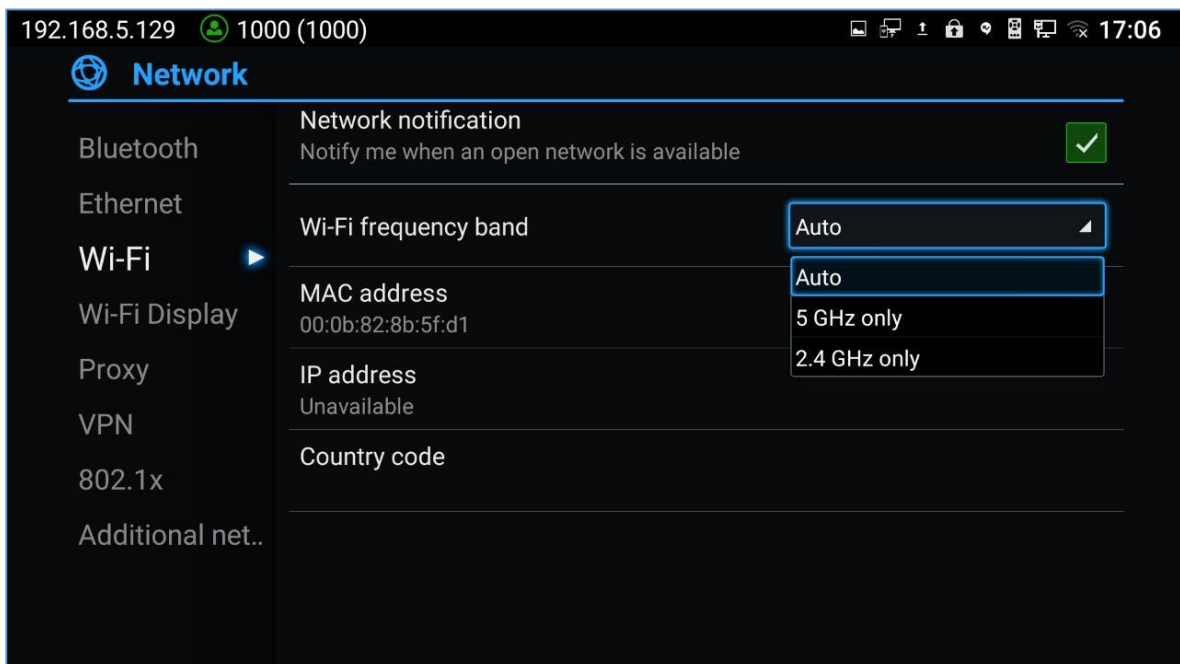 192.168.5.129 1000 (1000) 17:06
Network
Bluetooth
Ethernet
Wi-Fi
Wi-Fi Display
Proxy
VPN
802.1x
Additional net..
Network notification
Notify me when an open network is available
Wi-Fi frequency band
Auto
Auto
5 GHz only
2.4 GHz only
MAC address
00:0b:82:8b:5f:d1
IP address
Unavailable
Country code